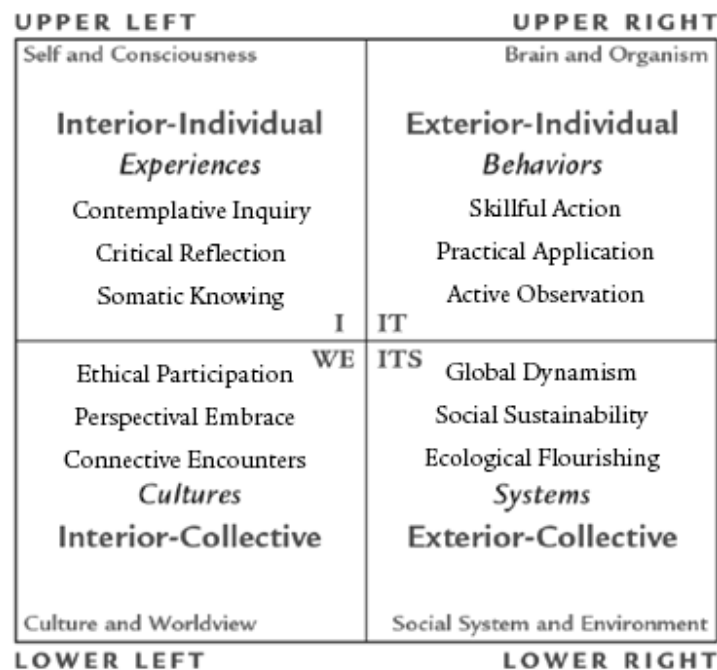 UPPER LEFT
UPPER RIGHT
Self and Consciousness
Brain and Organism
Interior-Individual
Experiences
Contemplative Inquiry
Critical Reflection
Somatic Knowing
I
Exterior-Individual
Behaviors
Skillful Action
Practical Application
Active Observation
IT
WE
Ethical Participation
Perspectival Embrace
Connective Encounters
Cultures
Interior-Collective
Culture and Worldview
ITS
Global Dynamism
Social Sustainability
Ecological Flourishing
Systems
Exterior-Collective
Social System and Environment
LOWER LEFT
LOWER RIGHT